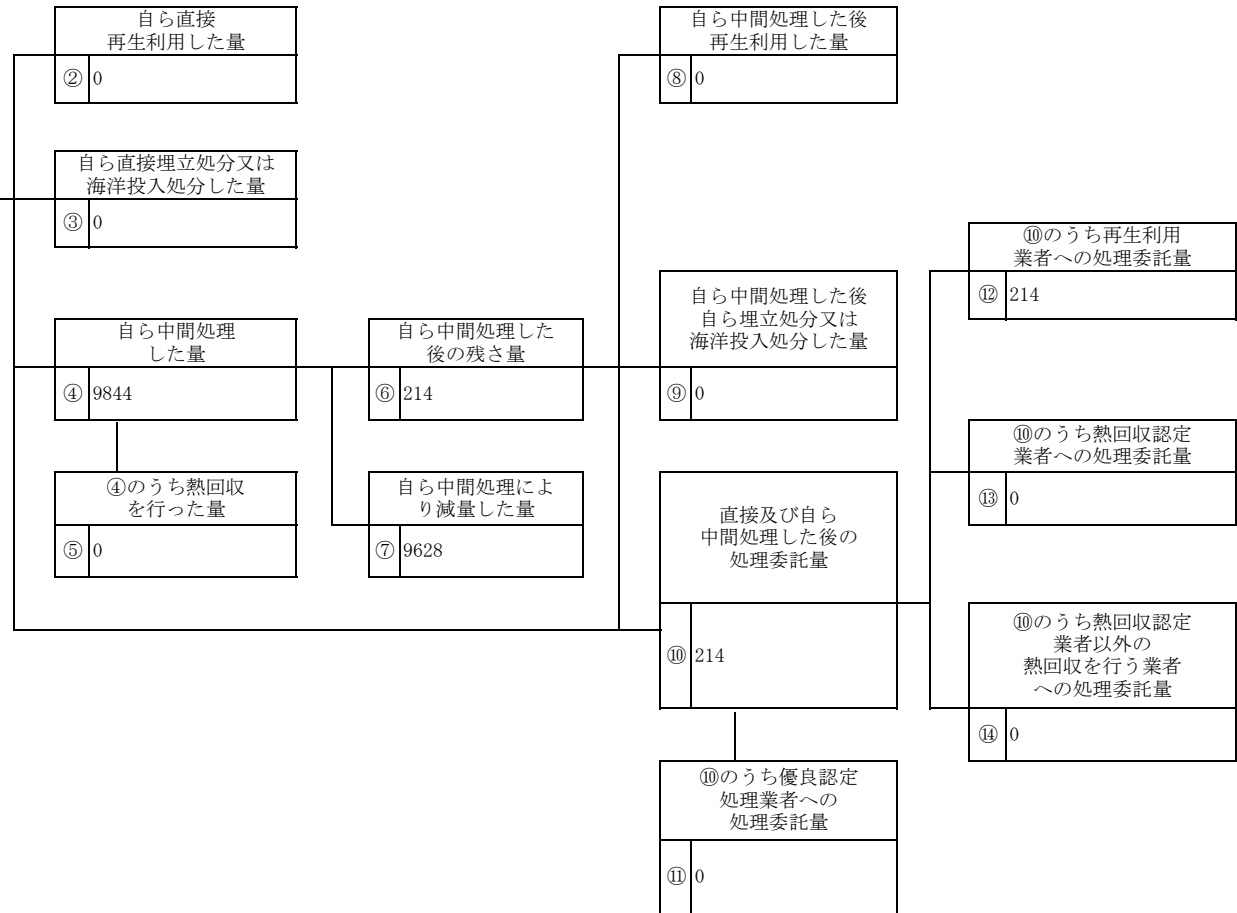 自ら直接
再生利用した量
② 0
自ら中間処理した後
再生利用した量
⑧ 0
自ら直接埋立処分又は
海洋投入処分した量
③ 0
⑩のうち再生利用
業者への処理委託量
⑫ 214
自ら中間処理した後
自ら埋立処分又は
海洋投入処分した量
⑨ 0
自ら中間処理
した量
④ 9844
自ら中間処理した
後の残さ量
⑥ 214
⑩のうち熱回収認定
業者への処理委託量
⑬ 0
④のうち熱回収
を行った量
⑤ 0
自ら中間処理によ
り減量した量
⑦ 9628
直接及び自ら
中間処理した後の
処理委託量
⑩ 214
⑩のうち熱回収認定
業者以外の
熱回収を行う業者
への処理委託量
⑭ 0
⑩のうち優良認定
処理業者への
処理委託量
⑪ 0